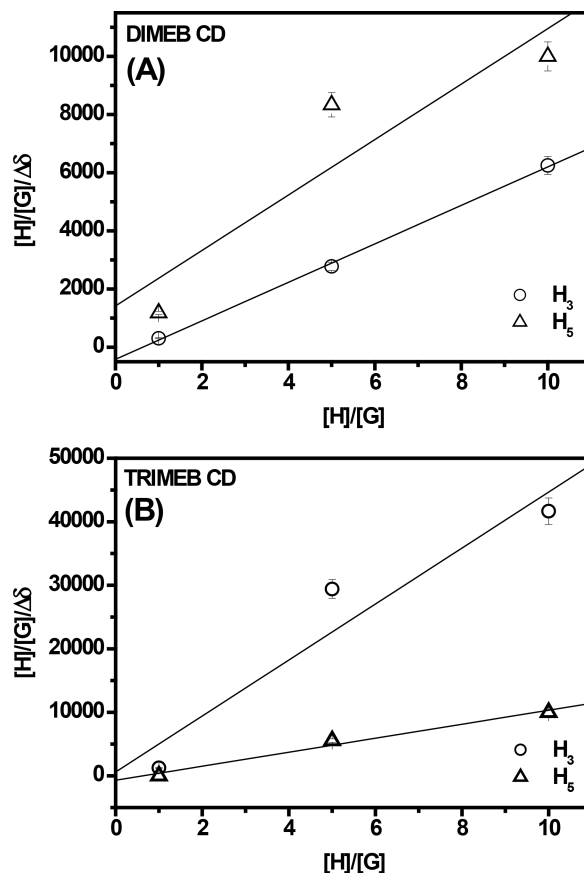 DIMEB CD
(A)
10000
8000
6000
4000
2000
0
[H]/[G]/Δδ
H3
H5
0 2 4 6 8 10
[H]/[G]
50000
TRIMEB CD
(B)
40000
30000
20000
10000
0
[H]/[G]/Δδ
H3
H5
0 2 4 6 8 10
[H]/[G]